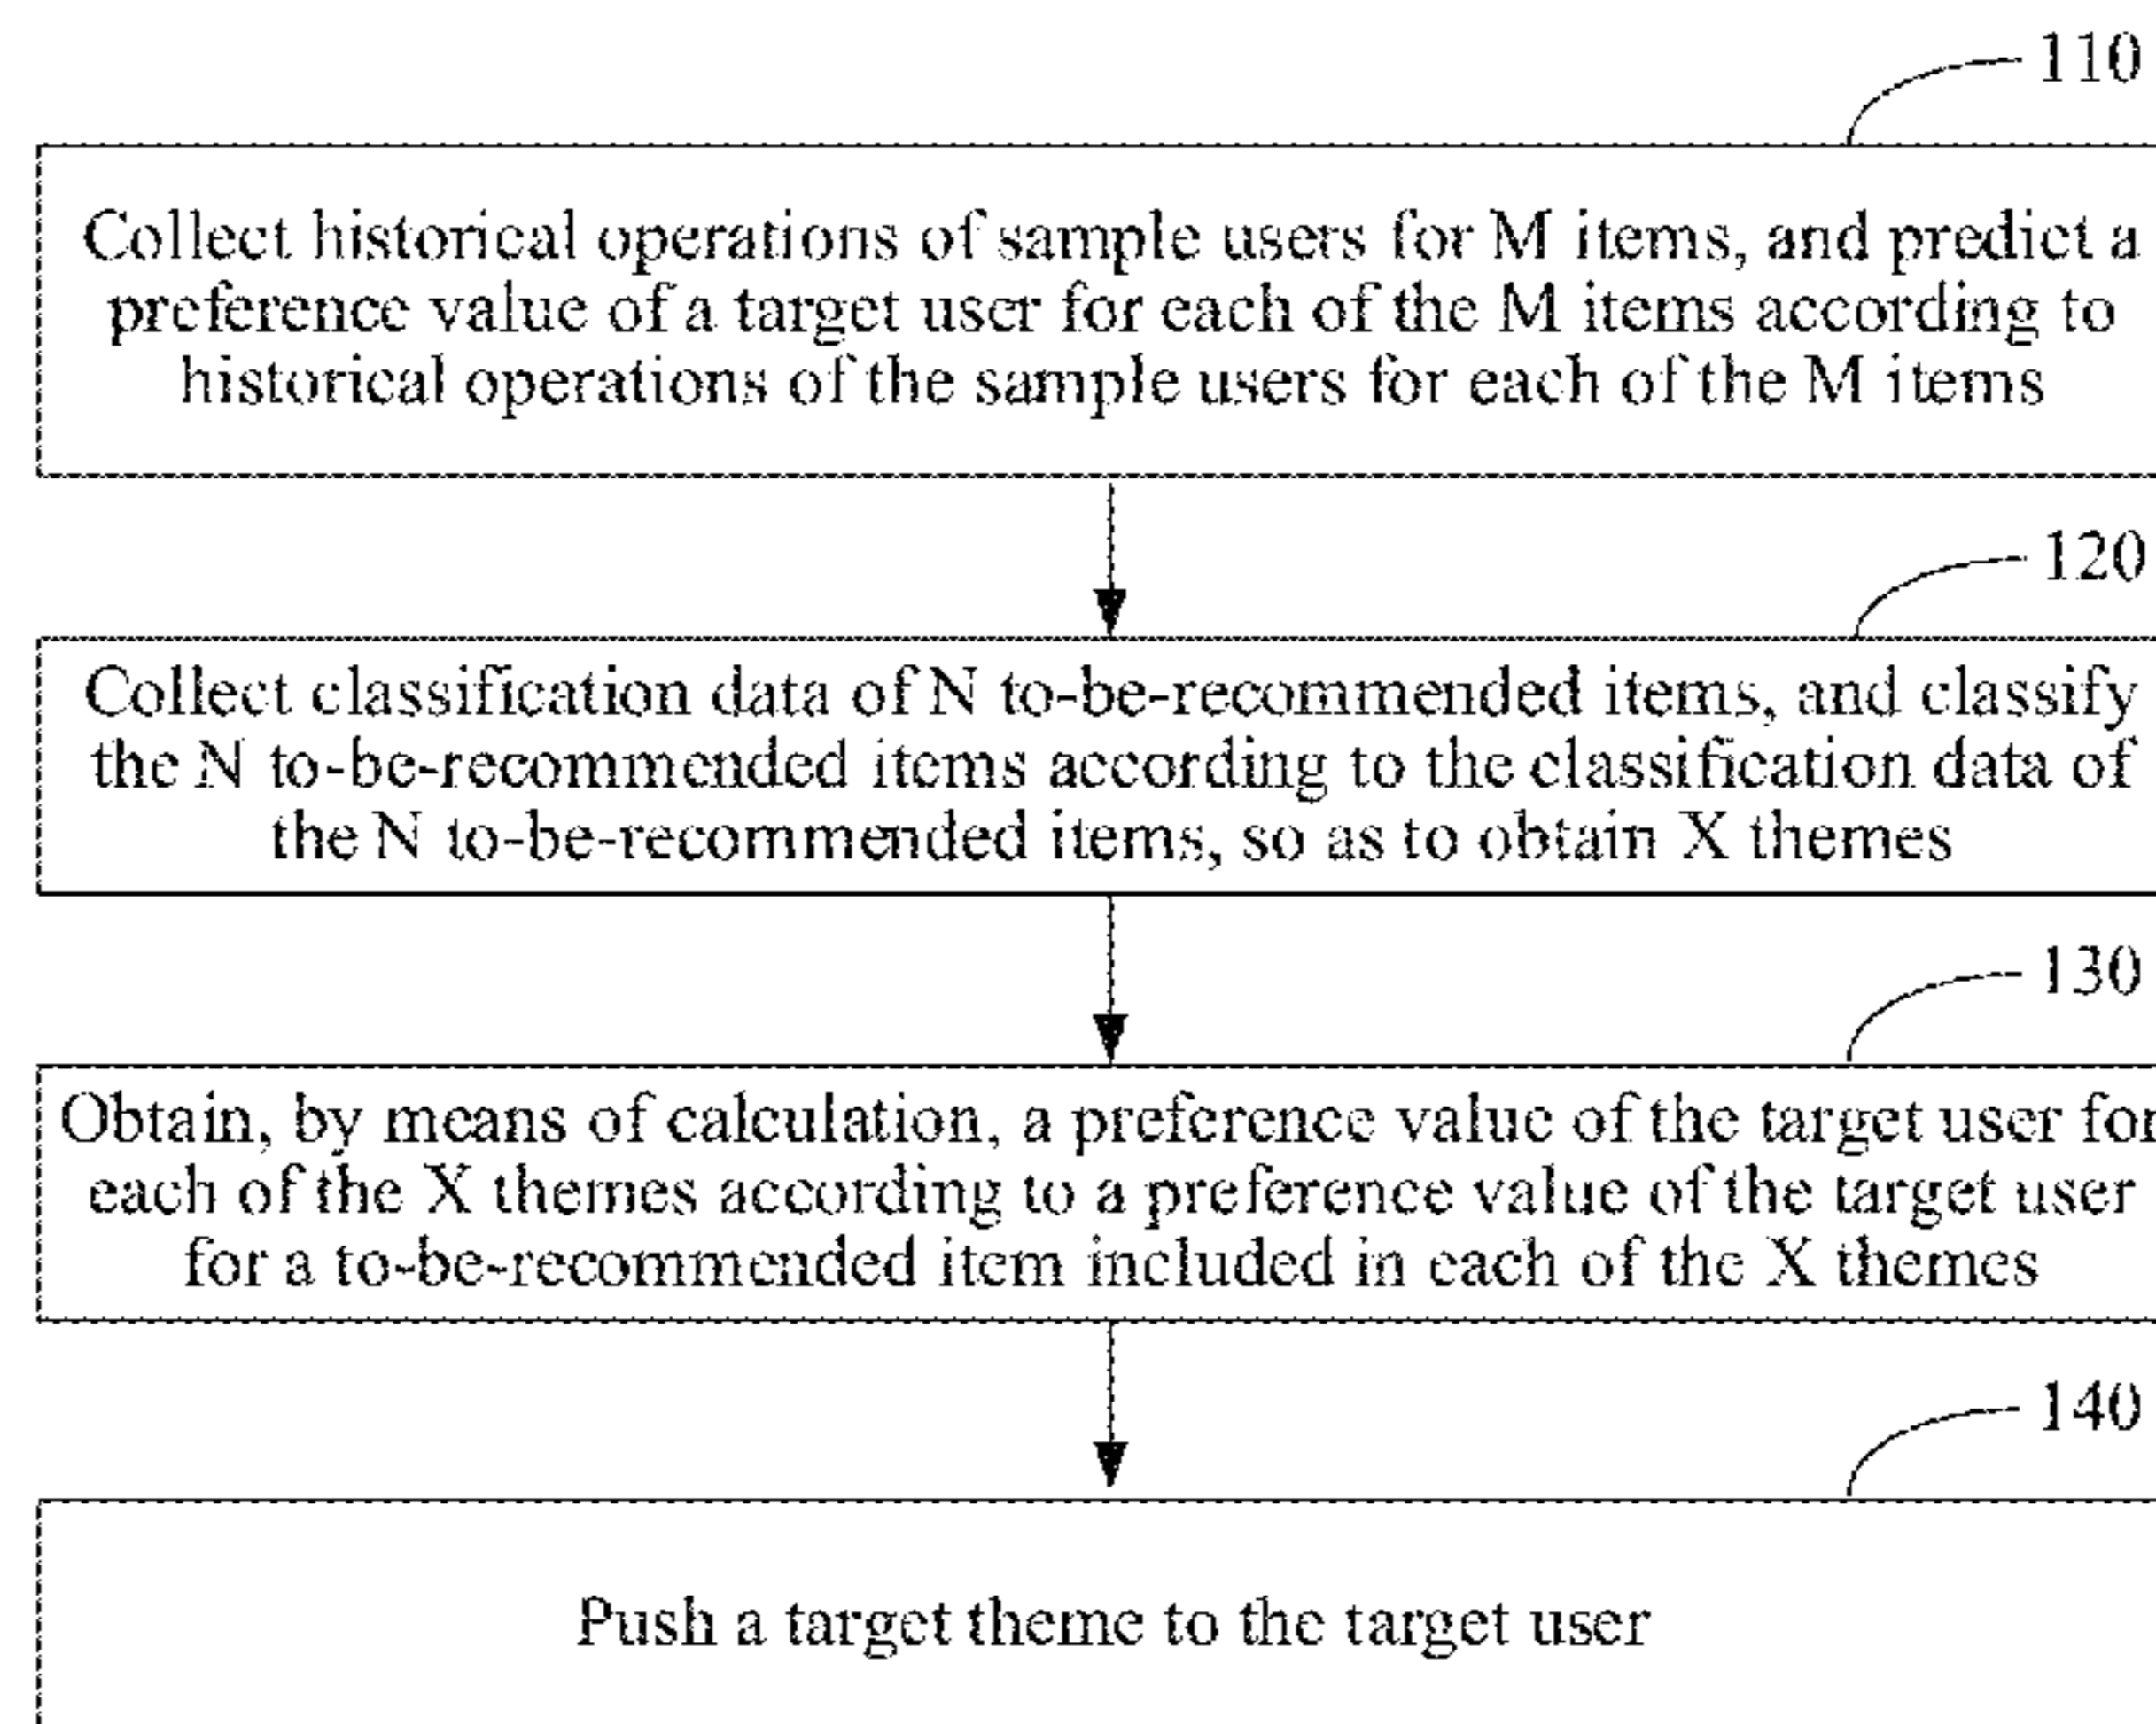 110
Collect historical operations of sample users for M items, and predict a
preference value of a target user for each of the M items according to
historical operations of the sample users for each of the M items
120
Collect classification data of N to-be-recommended items, and classify
the N to-be-recommended items according to the classification data of
the N to-be-recommended items, so as to obtain X themes
130
Obtain, by means of calculation, a preference value of the target user for
each of the X themes according to a preference value of the target user
for a to-be-recommended item included in each of the X themes
140
Push a target theme to the target user